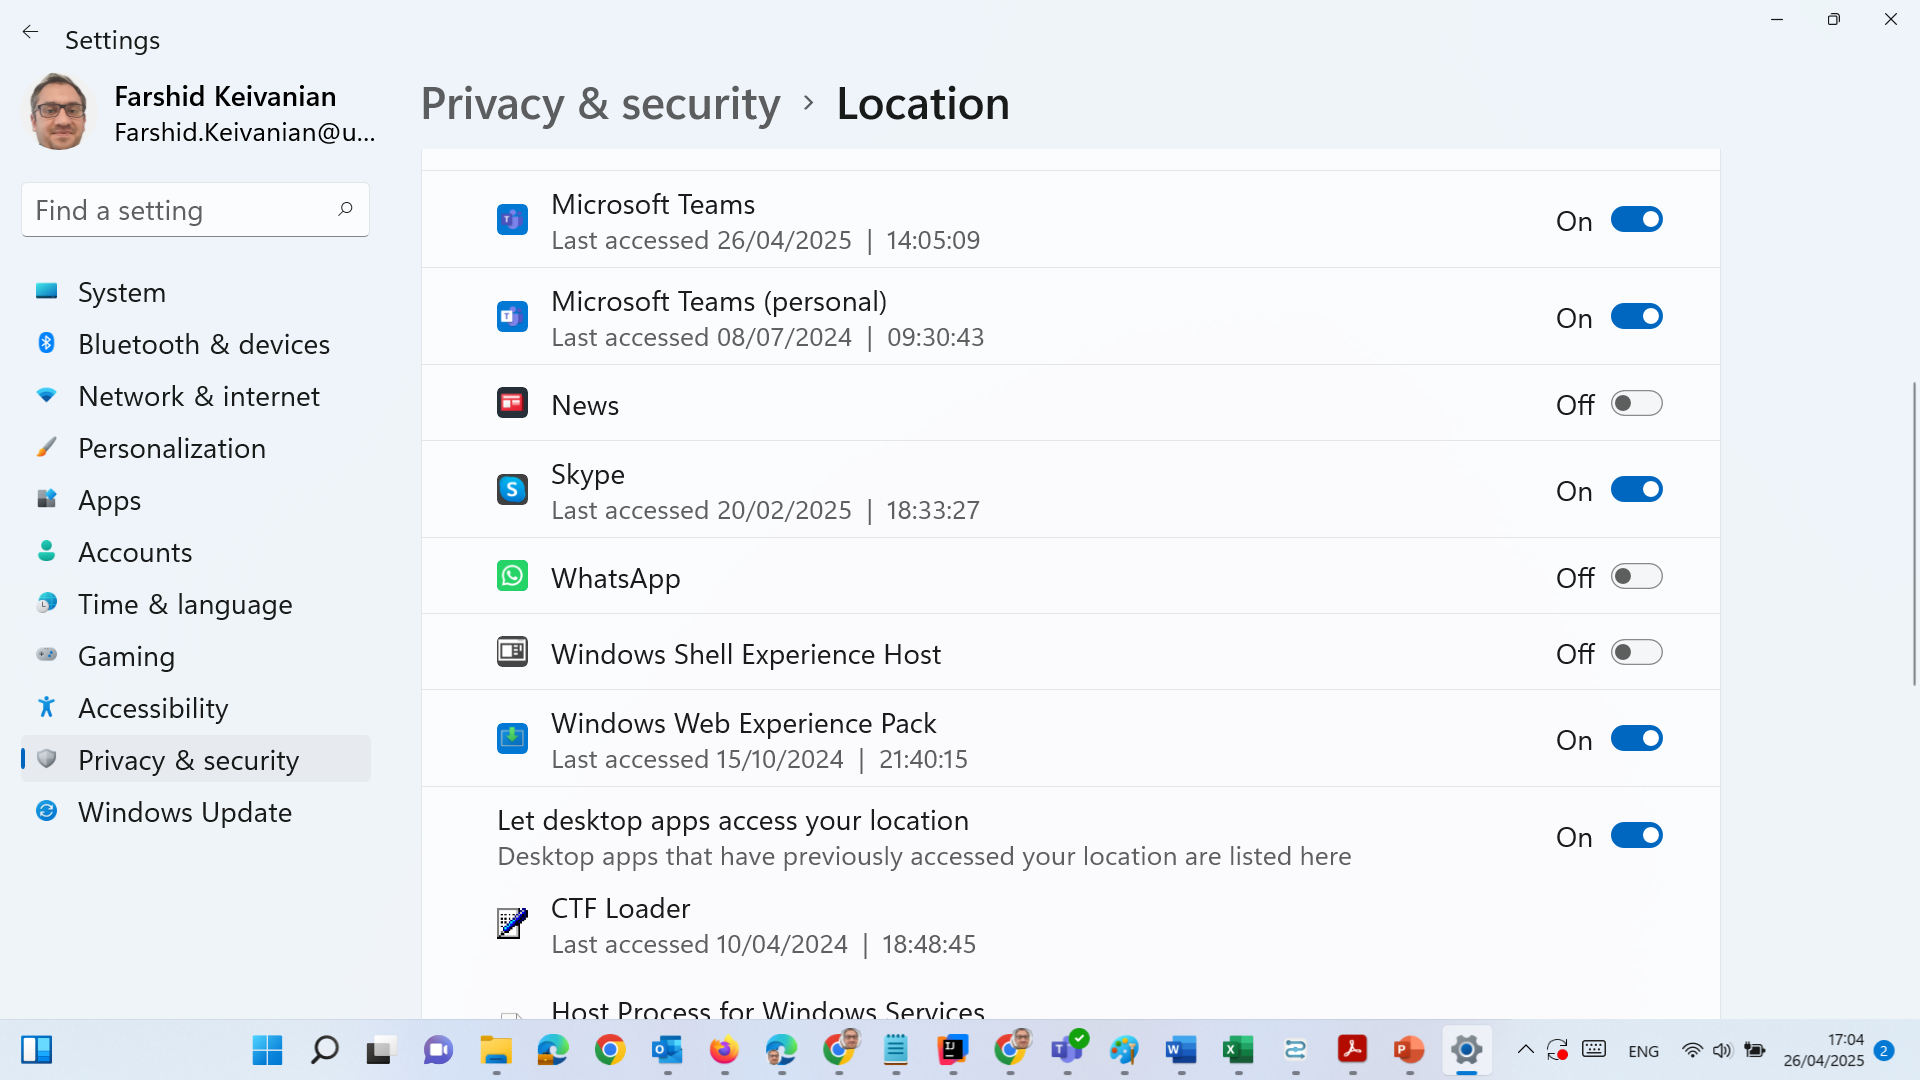 Settings
Farshid Keivanian
Farshid.Keivanian@u...
Find a setting
System
Bluetooth & devices
Network & internet
Personalization
Apps
Accounts
Time & language
Gaming
Accessibility
Privacy & security
Windows Update
Privacy & security > Location
Microsoft Teams
Last accessed 26/04/2025 | 14:05:09
On
Microsoft Teams (personal)
Last accessed 08/07/2024 | 09:30:43
On
News
Off
Skype
Last accessed 20/02/2025 | 18:33:27
On
WhatsApp
Off
Windows Shell Experience Host
Off
Windows Web Experience Pack
Last accessed 15/10/2024 | 21:40:15
On
Let desktop apps access your location
Desktop apps that have previously accessed your location are listed here
On
CTF Loader
Last accessed 10/04/2024 | 18:48:45
Host Process for Windows Services
ENG
17:04
26/04/2025
2